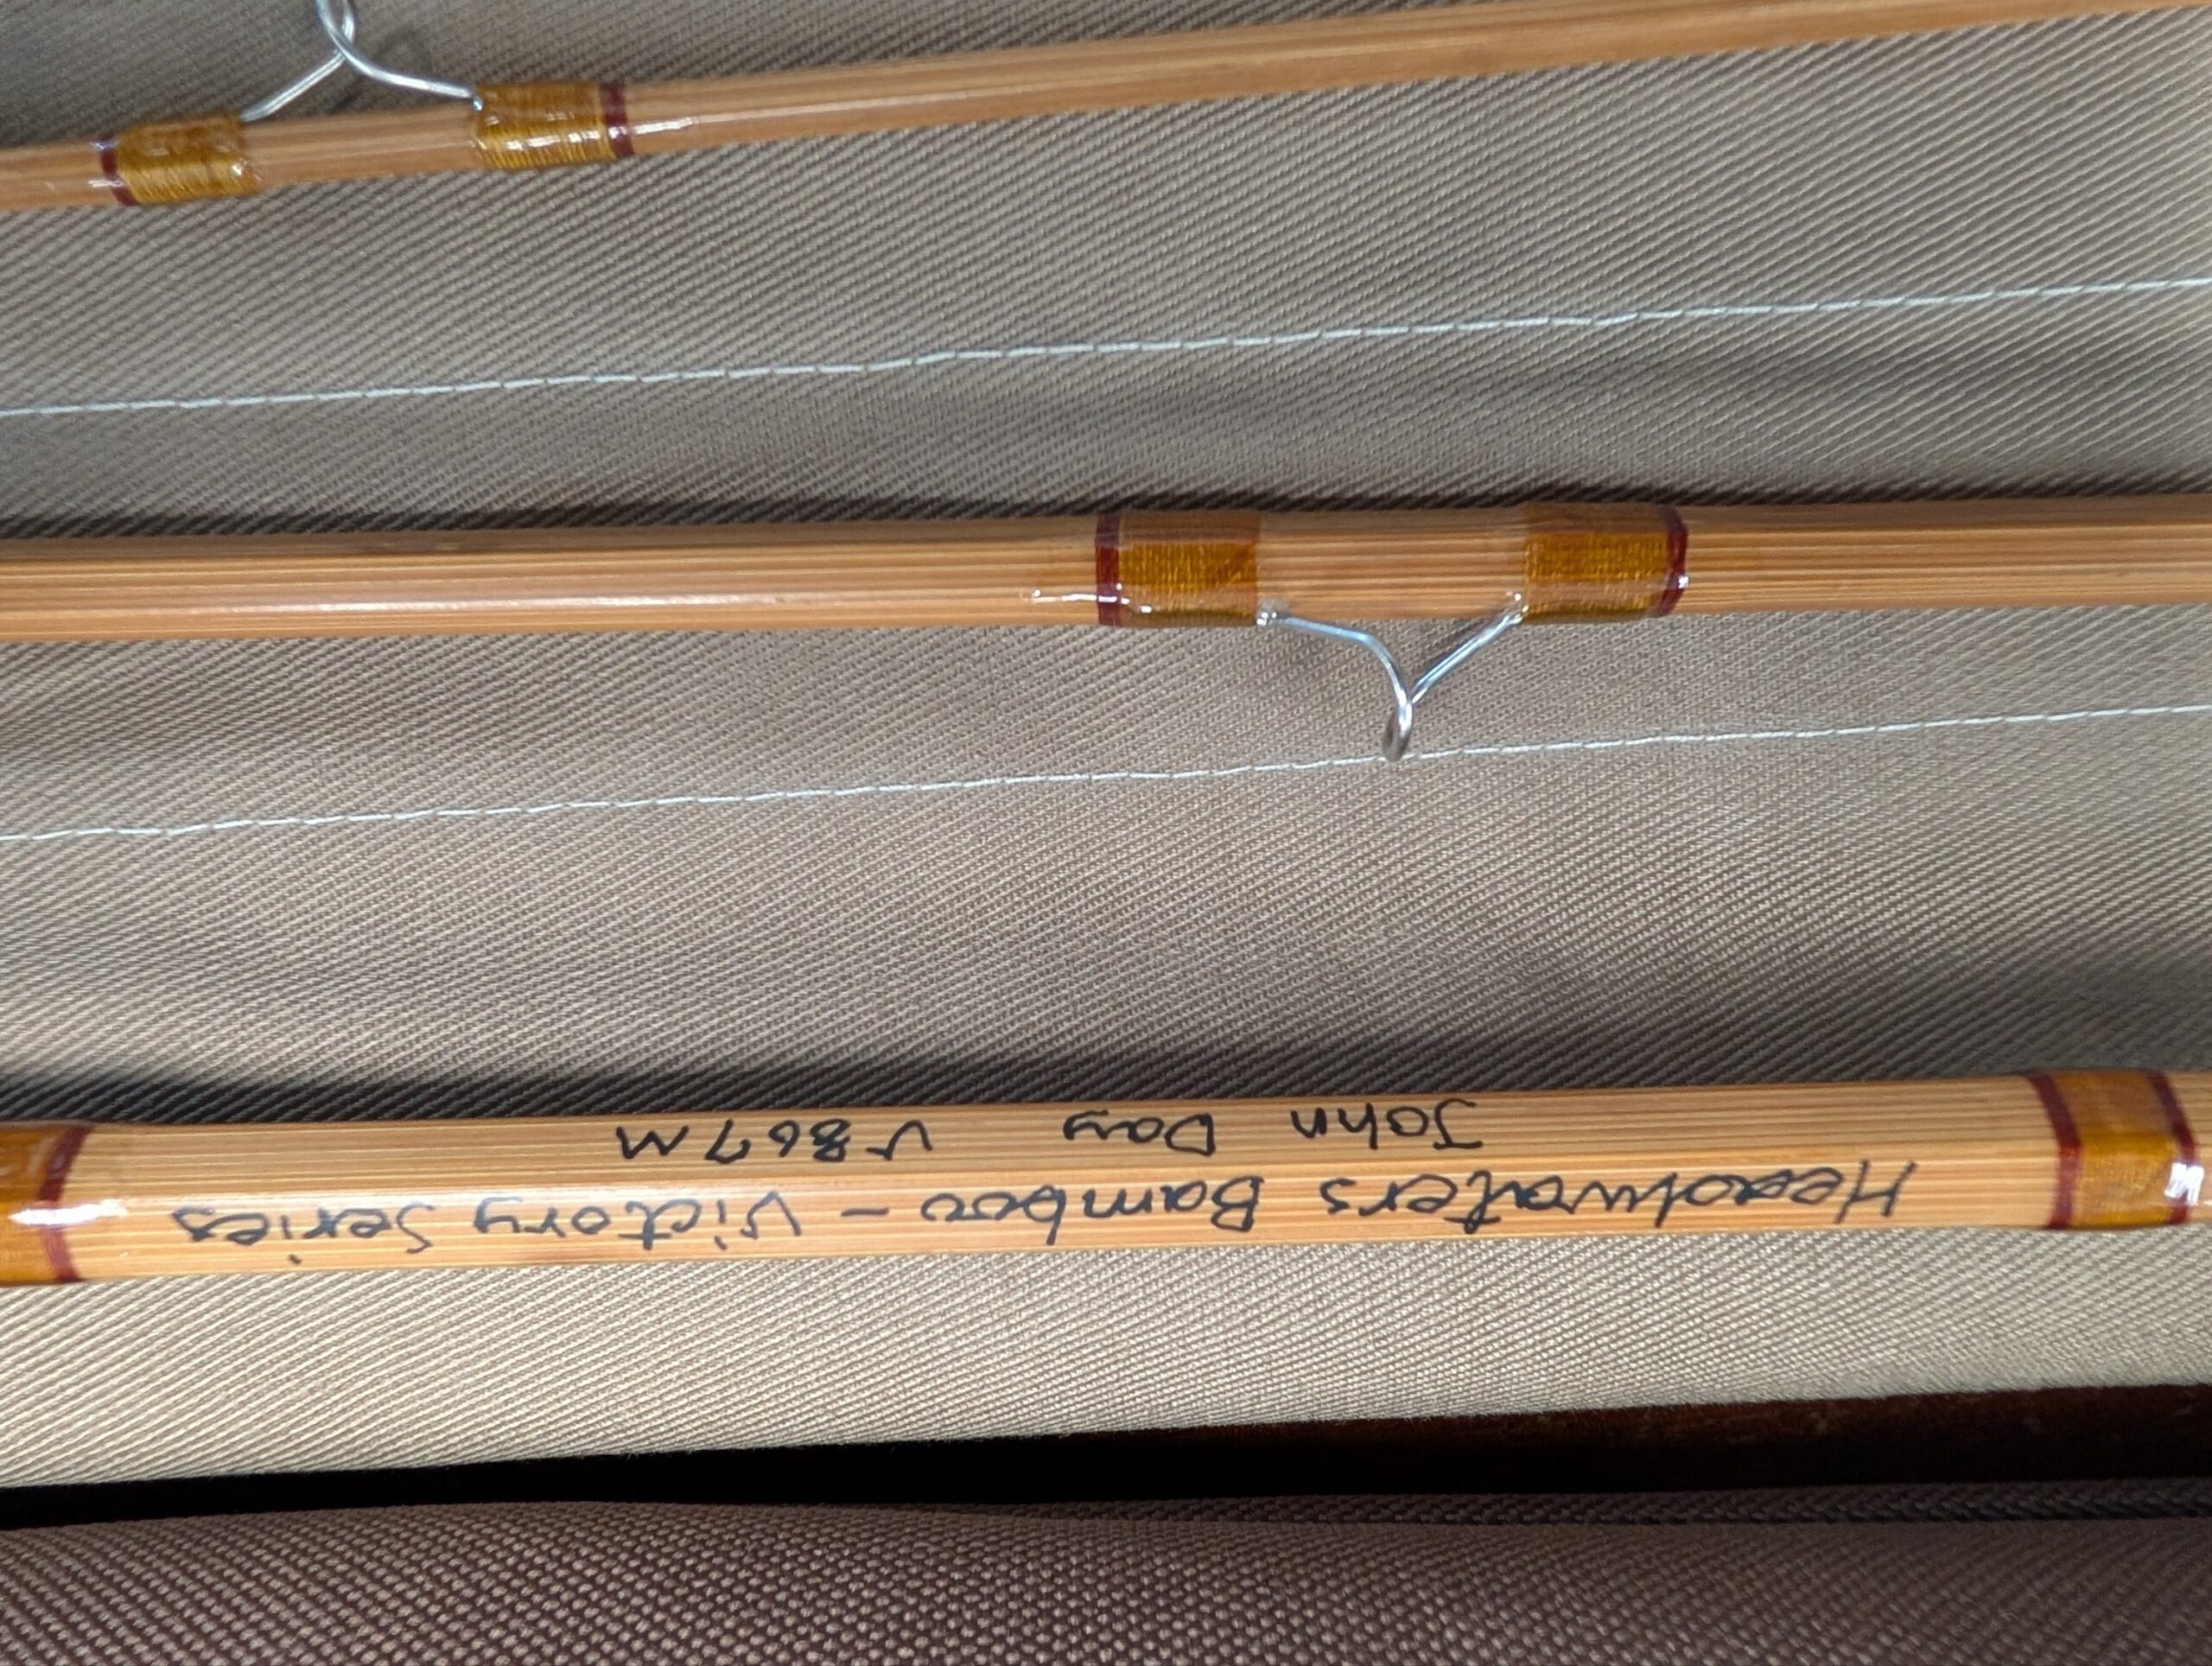 Headwaters Bamboo - Victory Series
John Day V867M